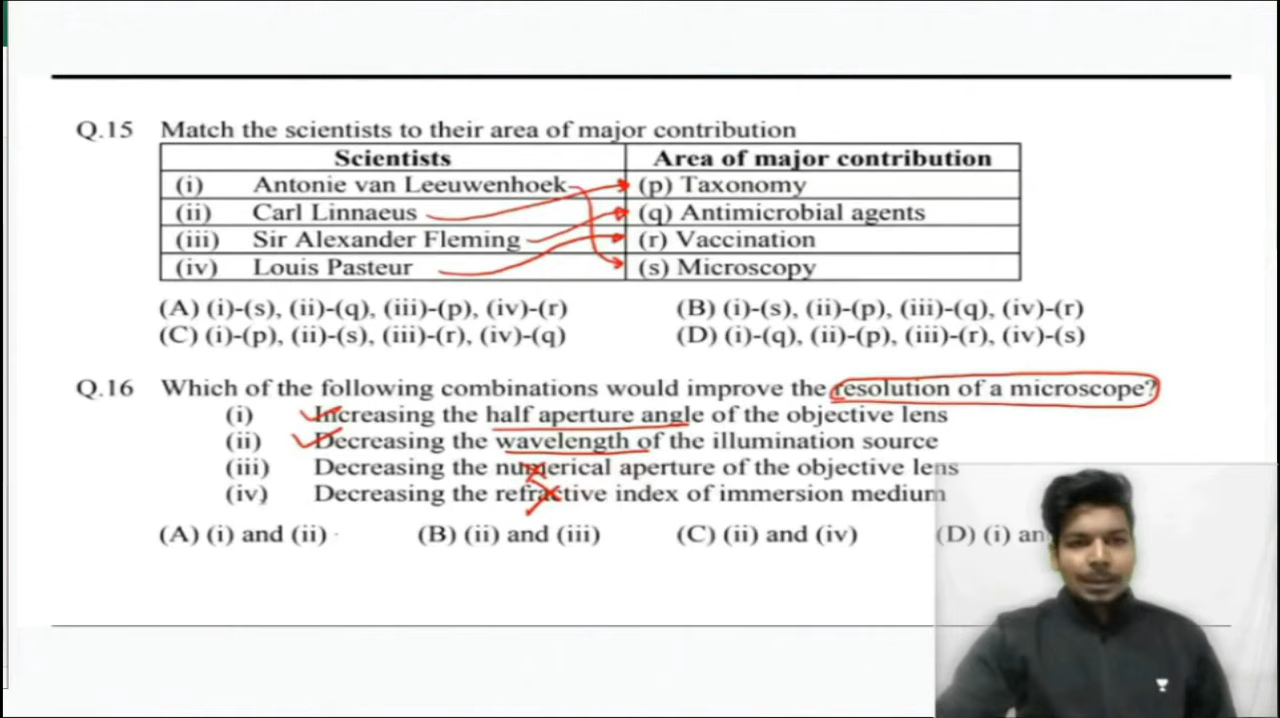 Q.15 Match the scientists to their area of major contribution
Scientists Area of major contribution
(i) Antonie van Leeuwenhoek (p) Taxonomy
(ii) Carl Linnaeus (q) Antimicrobial agents
(iii) Sir Alexander Fleming (r) Vaccination
(iv) Louis Pasteur (s) Microscopy
(A) (i)-(s), (ii)-(q), (iii)-(p), (iv)-(r) (B) (i)-(s), (ii)-(p), (iii)-(q), (iv)-(r)
(C) (i)-(p), (ii)-(s), (iii)-(r), (iv)-(q) (D) (i)-(q), (ii)-(p), (iii)-(r), (iv)-(s)
Q.16 Which of the following combinations would improve the resolution of a microscope?
(i) Increasing the half aperture angle of the objective lens
(ii) Decreasing the wavelength of the illumination source
(iii) Decreasing the numerical aperture of the objective lens
(iv) Decreasing the refractive index of immersion medium
(A) (i) and (ii) (B) (ii) and (iii) (C) (ii) and (iv) (D) (i) an